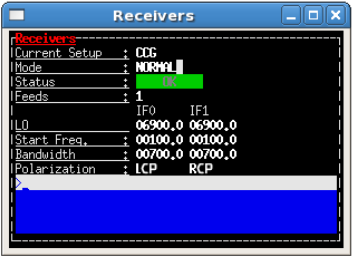 Receivers
Receivers
Current Setup : CCG
Mode : NORMAL
Status : OK
Feeds : 1
IF0 IF1
LO 06900.0 06900.0
Start Freq. : 00100.0 00100.0
Bandwidth : 00700.0 00700.0
Polarization : LCP RCP
>